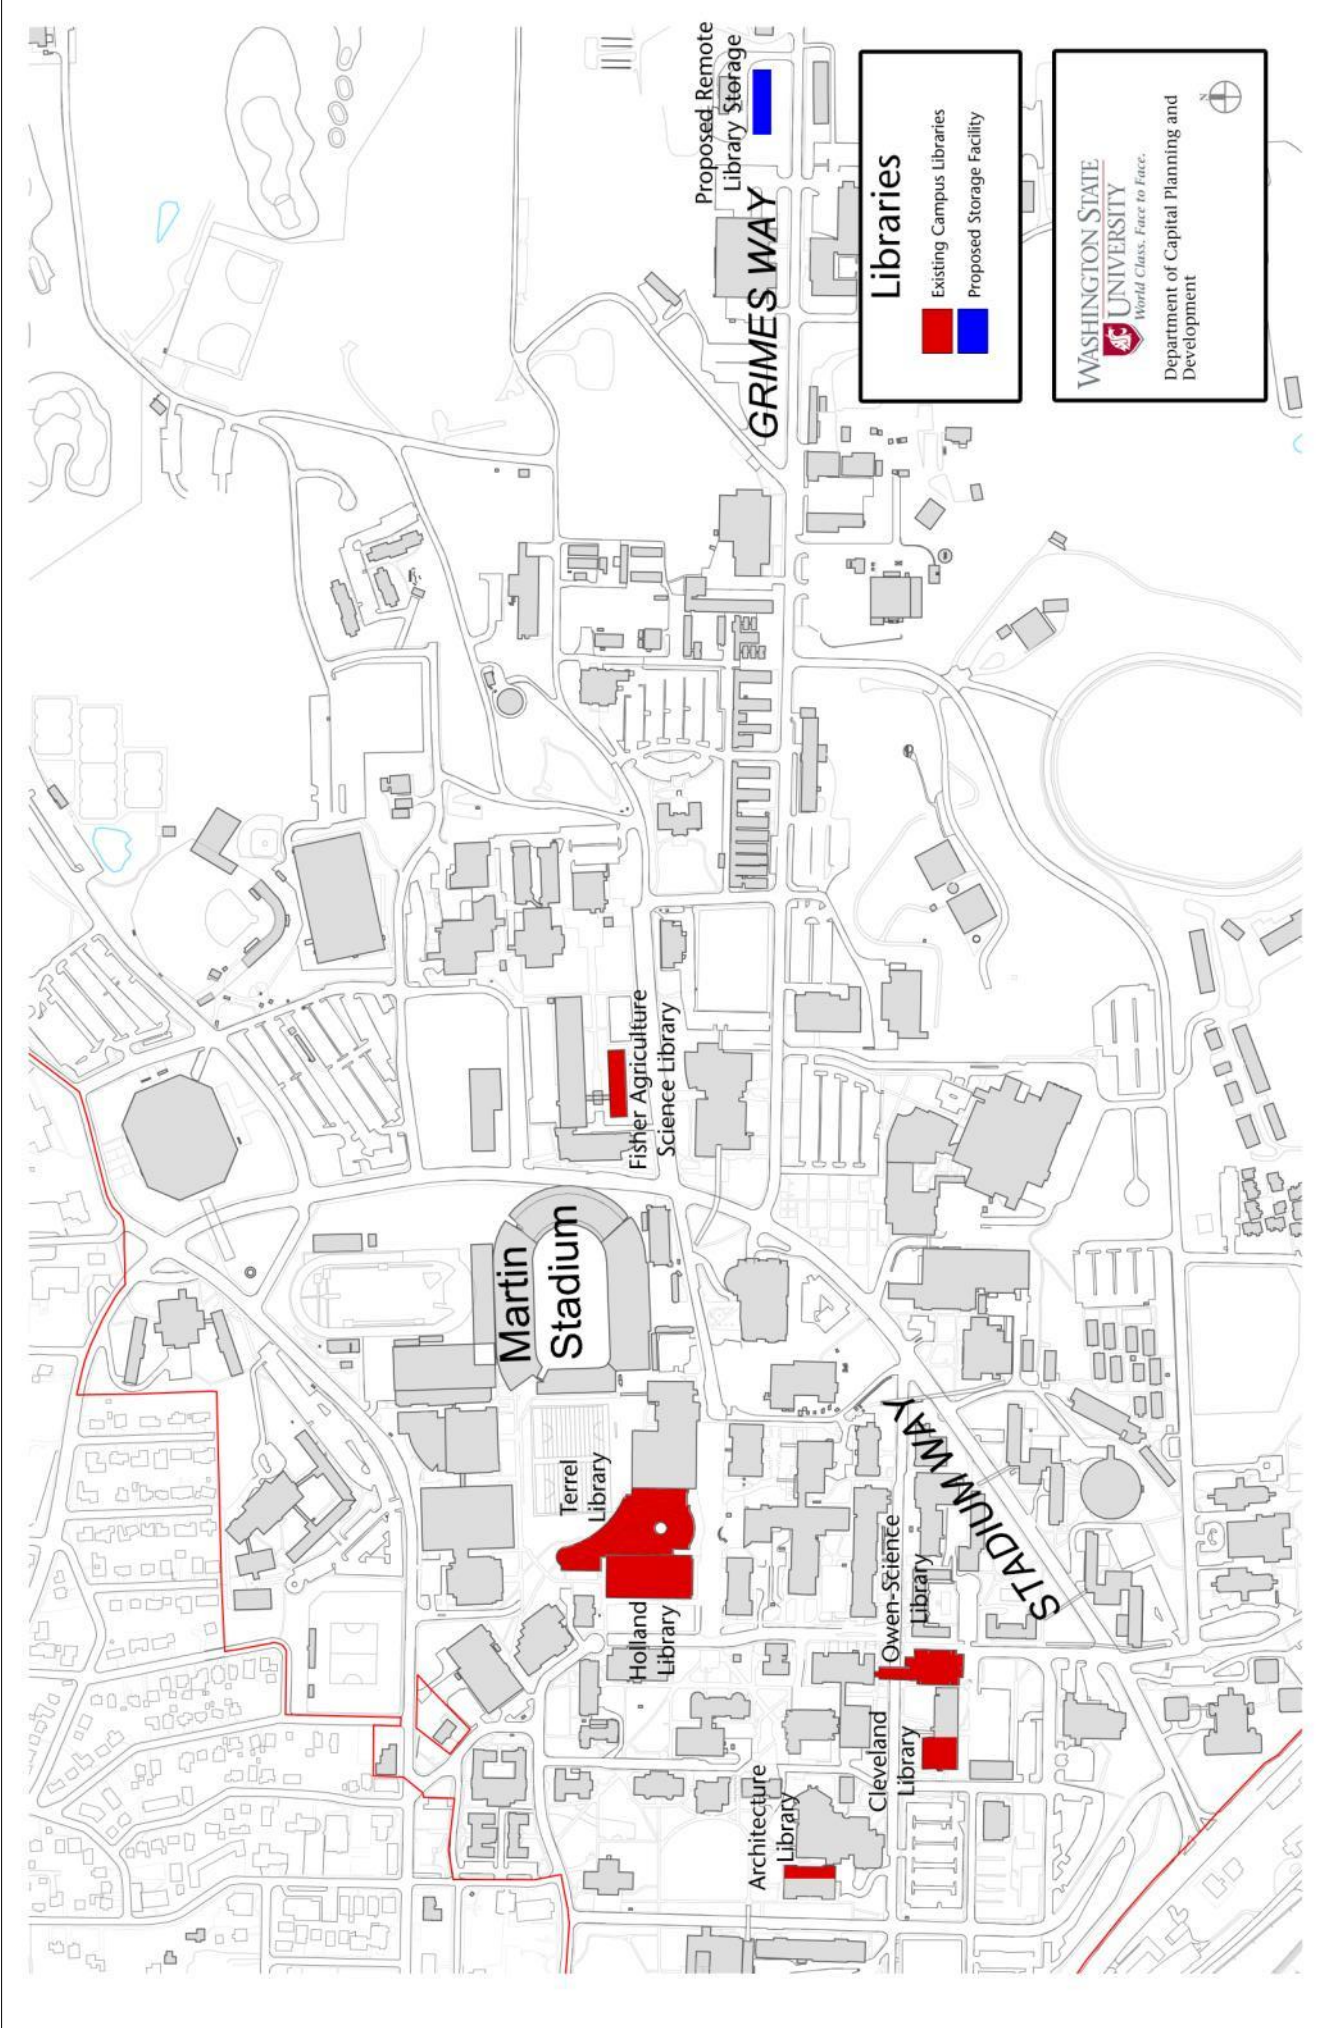 Proposed Remote
Library Storage
GRIMES WAY
Fisher Agriculture
Science Library
Martin
Stadium
Terrel
Library
Holland
Library
Owen-Science
Library
STADIUM WAY
Cleveland
Library
Architecture
Library
Libraries
Existing Campus Libraries
Proposed Storage Facility
WASHINGTON STATE
UNIVERSITY
World Class. Face to Face.
Department of Capital Planning and
Development
N